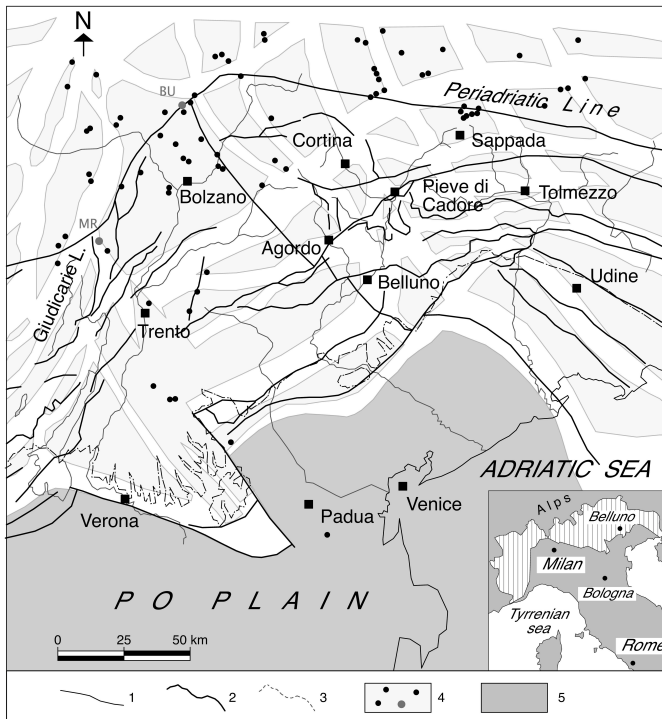 N
BU
Periadriatic Line
Cortina
Sappada
Bolzano
Pieve di
Cadore
Tolmezzo
MR
Agordo
Giudicarie L.
Belluno
Udine
Trento
ADRIATIC SEA
Verona
Padua
Venice
Alps
Belluno
Milan
Bologna
PO PLAIN
Tyrrenian
sea
Rome
0 25 50 km
1 2 3 4 5